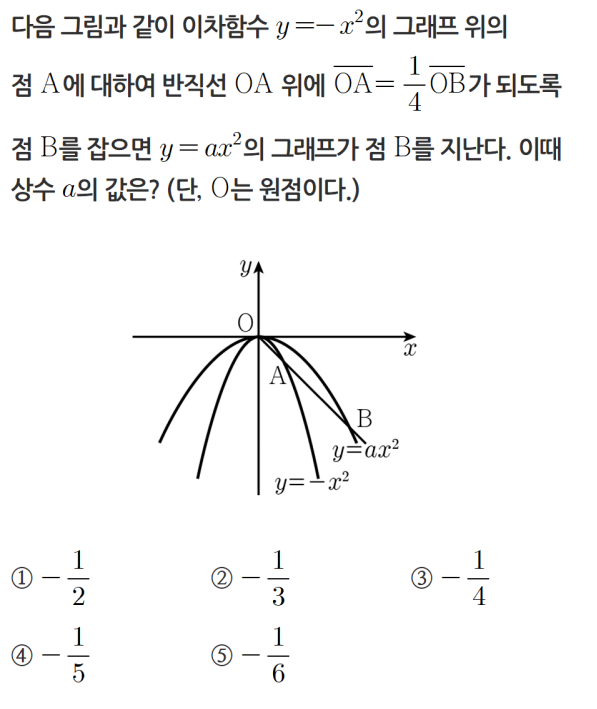 다음 그림과 같이 이차함수 $y=-x^2$의 그래프 위의
점 A에 대하여 반직선 OA 위에 $\overline{\mathrm{OA}}=\frac{1}{4}\overline{\mathrm{OB}}$가 되도록
점 B를 잡으면 $y=ax^2$의 그래프가 점 B를 지난다. 이때
상수 $a$의 값은? (단, O는 원점이다.)
y
O
x
A
B
$y=ax^2$
$y=-x^2$
① $-\frac{1}{2}$ ② $-\frac{1}{3}$ ③ $-\frac{1}{4}$
④ $-\frac{1}{5}$ ⑤ $-\frac{1}{6}$